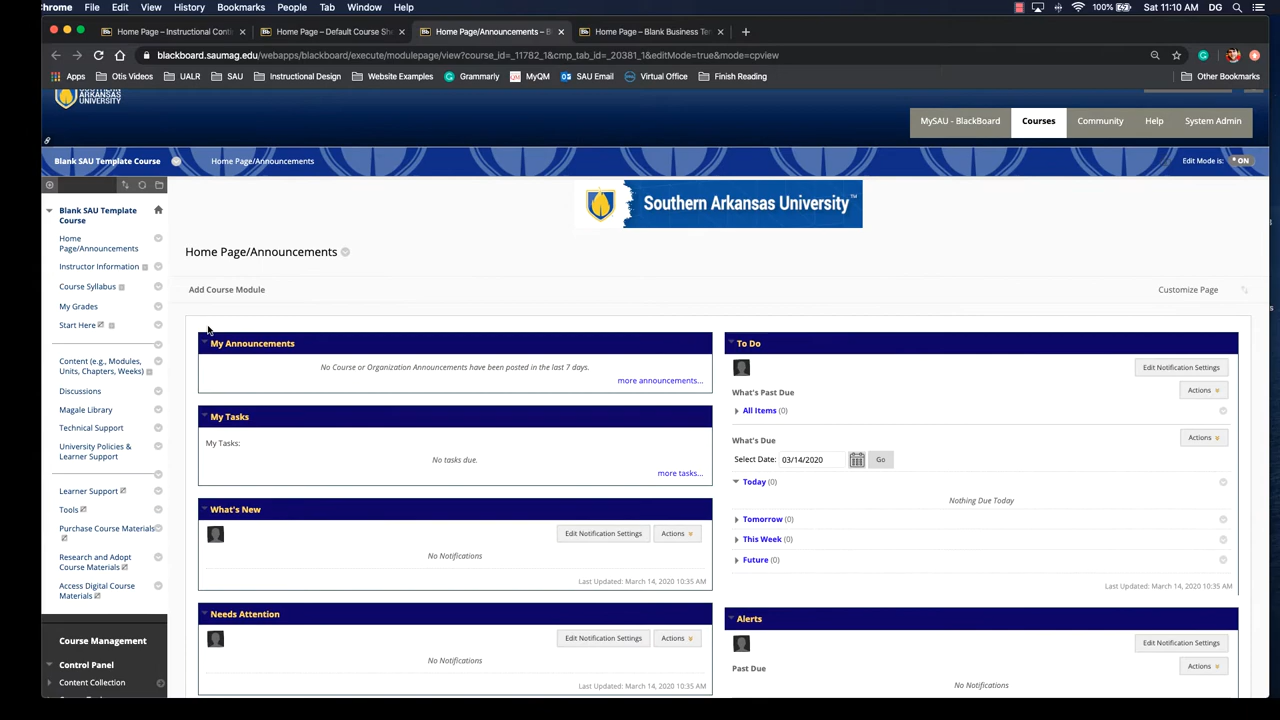 Chrome File Edit View History Bookmarks People Tab Window Help 100% Sat 11:10 AM DG
Home Page – Instructional Conti Home Page – Default Course She Home Page/Announcements – B Home Page – Blank Business Tem
blackboard.saumag.edu/webapps/blackboard/execute/modulepage/view?course_id=_11782_1&cmp_tab_id=_20381_1&editMode=true&mode=cpview
Apps Otis Videos UALR SAU Instructional Design Website Examples Grammarly MyQM SAU Email Virtual Office Finish Reading Other Bookmarks
SOUTHERN ARKANSAS
UNIVERSITY
MySAU - BlackBoard Courses Community Help System Admin
Blank SAU Template Course Home Page/Announcements Edit Mode is: ON
Southern Arkansas University™
Blank SAU Template
Course
Home
Page/Announcements
Instructor Information
Course Syllabus
My Grades
Start Here
Content (e.g., Modules,
Units, Chapters, Weeks)
Discussions
Magale Library
Technical Support
University Policies &
Learner Support
Learner Support
Tools
Purchase Course Materials
Research and Adopt
Course Materials
Access Digital Course
Materials
Course Management
Control Panel
Content Collection
Home Page/Announcements
Add Course Module Customize Page
My Announcements
No Course or Organization Announcements have been posted in the last 7 days.
more announcements...
My Tasks
My Tasks:
No tasks due.
more tasks...
What's New
Edit Notification Settings Actions
No Notifications
Last Updated: March 14, 2020 10:35 AM
Needs Attention
Edit Notification Settings Actions
No Notifications
Last Updated: March 14, 2020 10:35 AM
To Do
Edit Notification Settings
What's Past Due Actions
All Items (0)
What's Due Actions
Select Date: 03/14/2020 Go
Today (0)
Nothing Due Today
Tomorrow (0)
This Week (0)
Future (0)
Last Updated: March 14, 2020 10:35 AM
Alerts
Edit Notification Settings
Past Due Actions
No Notifications